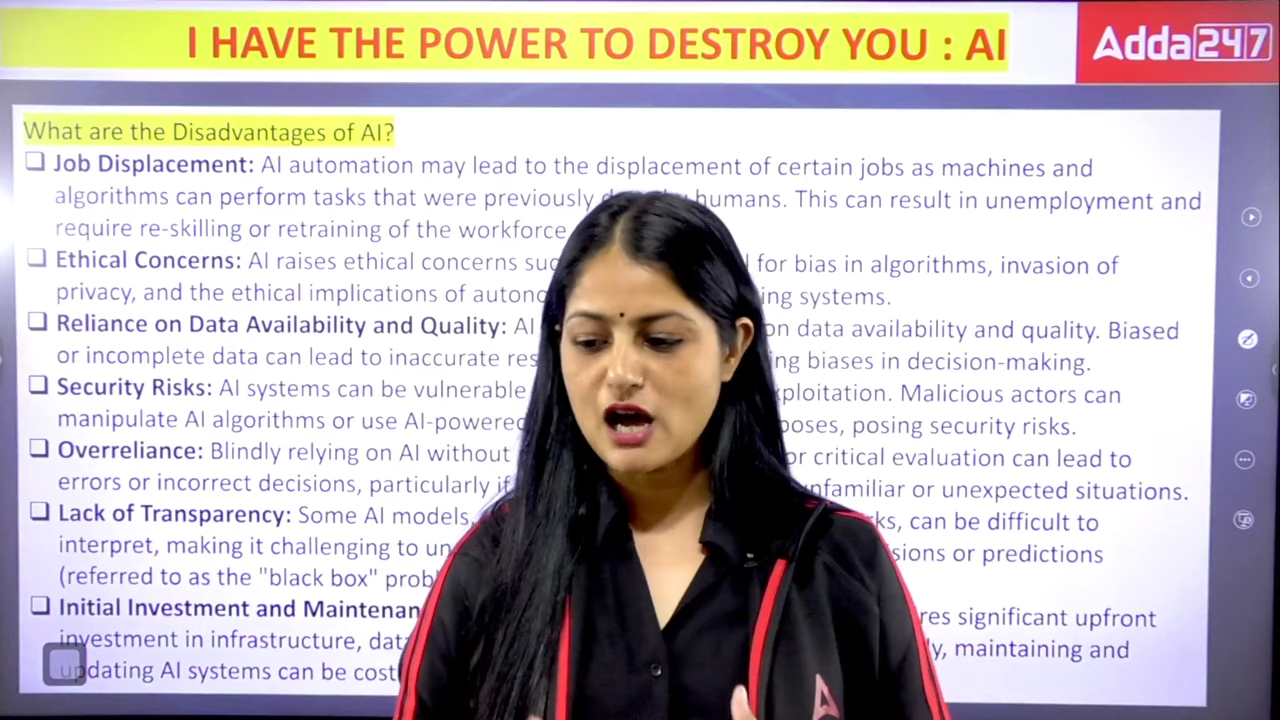 I HAVE THE POWER TO DESTROY YOU : AI
Adda247
What are the Disadvantages of AI?
❑ Job Displacement: AI automation may lead to the displacement of certain jobs as machines and
algorithms can perform tasks that were previously humans. This can result in unemployment and
require re-skilling or retraining of the workforce
❑ Ethical Concerns: AI raises ethical concerns for bias in algorithms, invasion of
privacy, and the ethical implications of systems.
❑ Reliance on Data Availability and Quality: AI on data availability and quality. Biased
or incomplete data can lead to inaccurate biases in decision-making.
❑ Security Risks: AI systems can be vulnerable Malicious actors can
manipulate AI algorithms or use AI-powered posing security risks.
❑ Overreliance: Blindly relying on AI without or critical evaluation can lead to
errors or incorrect decisions, particularly if unfamiliar or unexpected situations.
❑ Lack of Transparency: Some AI models, can be difficult to
interpret, making it challenging to or predictions
(referred to as the "black box"
❑ Initial Investment and significant upfront
investment in infrastructure, maintaining and
updating AI systems can be